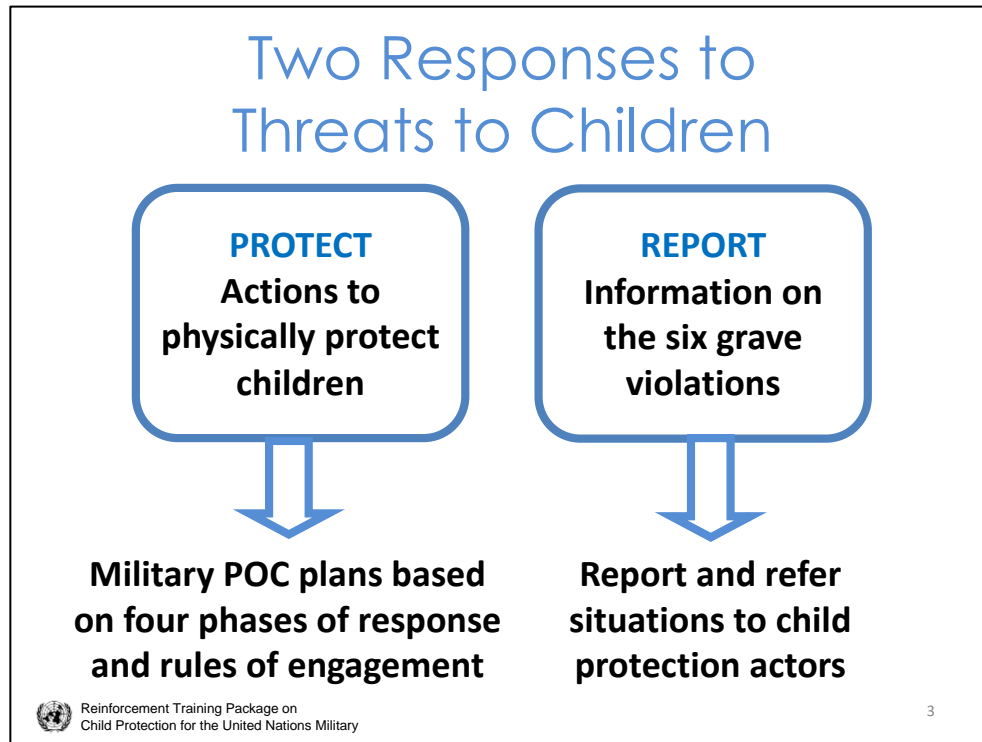 Two Responses to
Threats to Children
PROTECT
Actions to
physically protect
children
REPORT
Information on
the six grave
violations
Military POC plans based
on four phases of response
and rules of engagement
Report and refer
situations to child
protection actors
Reinforcement Training Package on
Child Protection for the United Nations Military
3